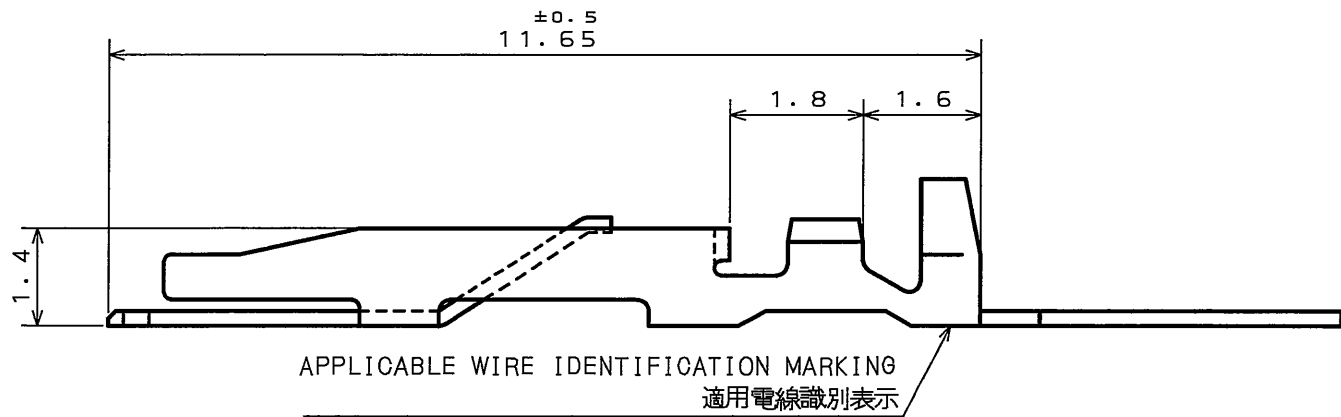 ±0.5
11.65
1.8
1.6
1.4
APPLICABLE WIRE IDENTIFICATION MARKING
適用電線識別表示